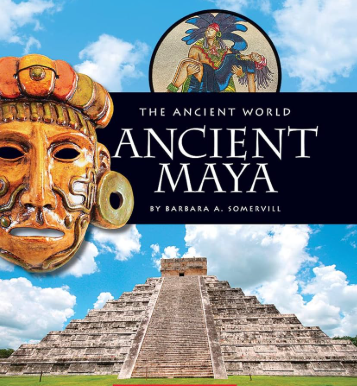 THE ANCIENT WORLD
ANCIENT
MAYA
BY BARBARA A. SOMERVILL